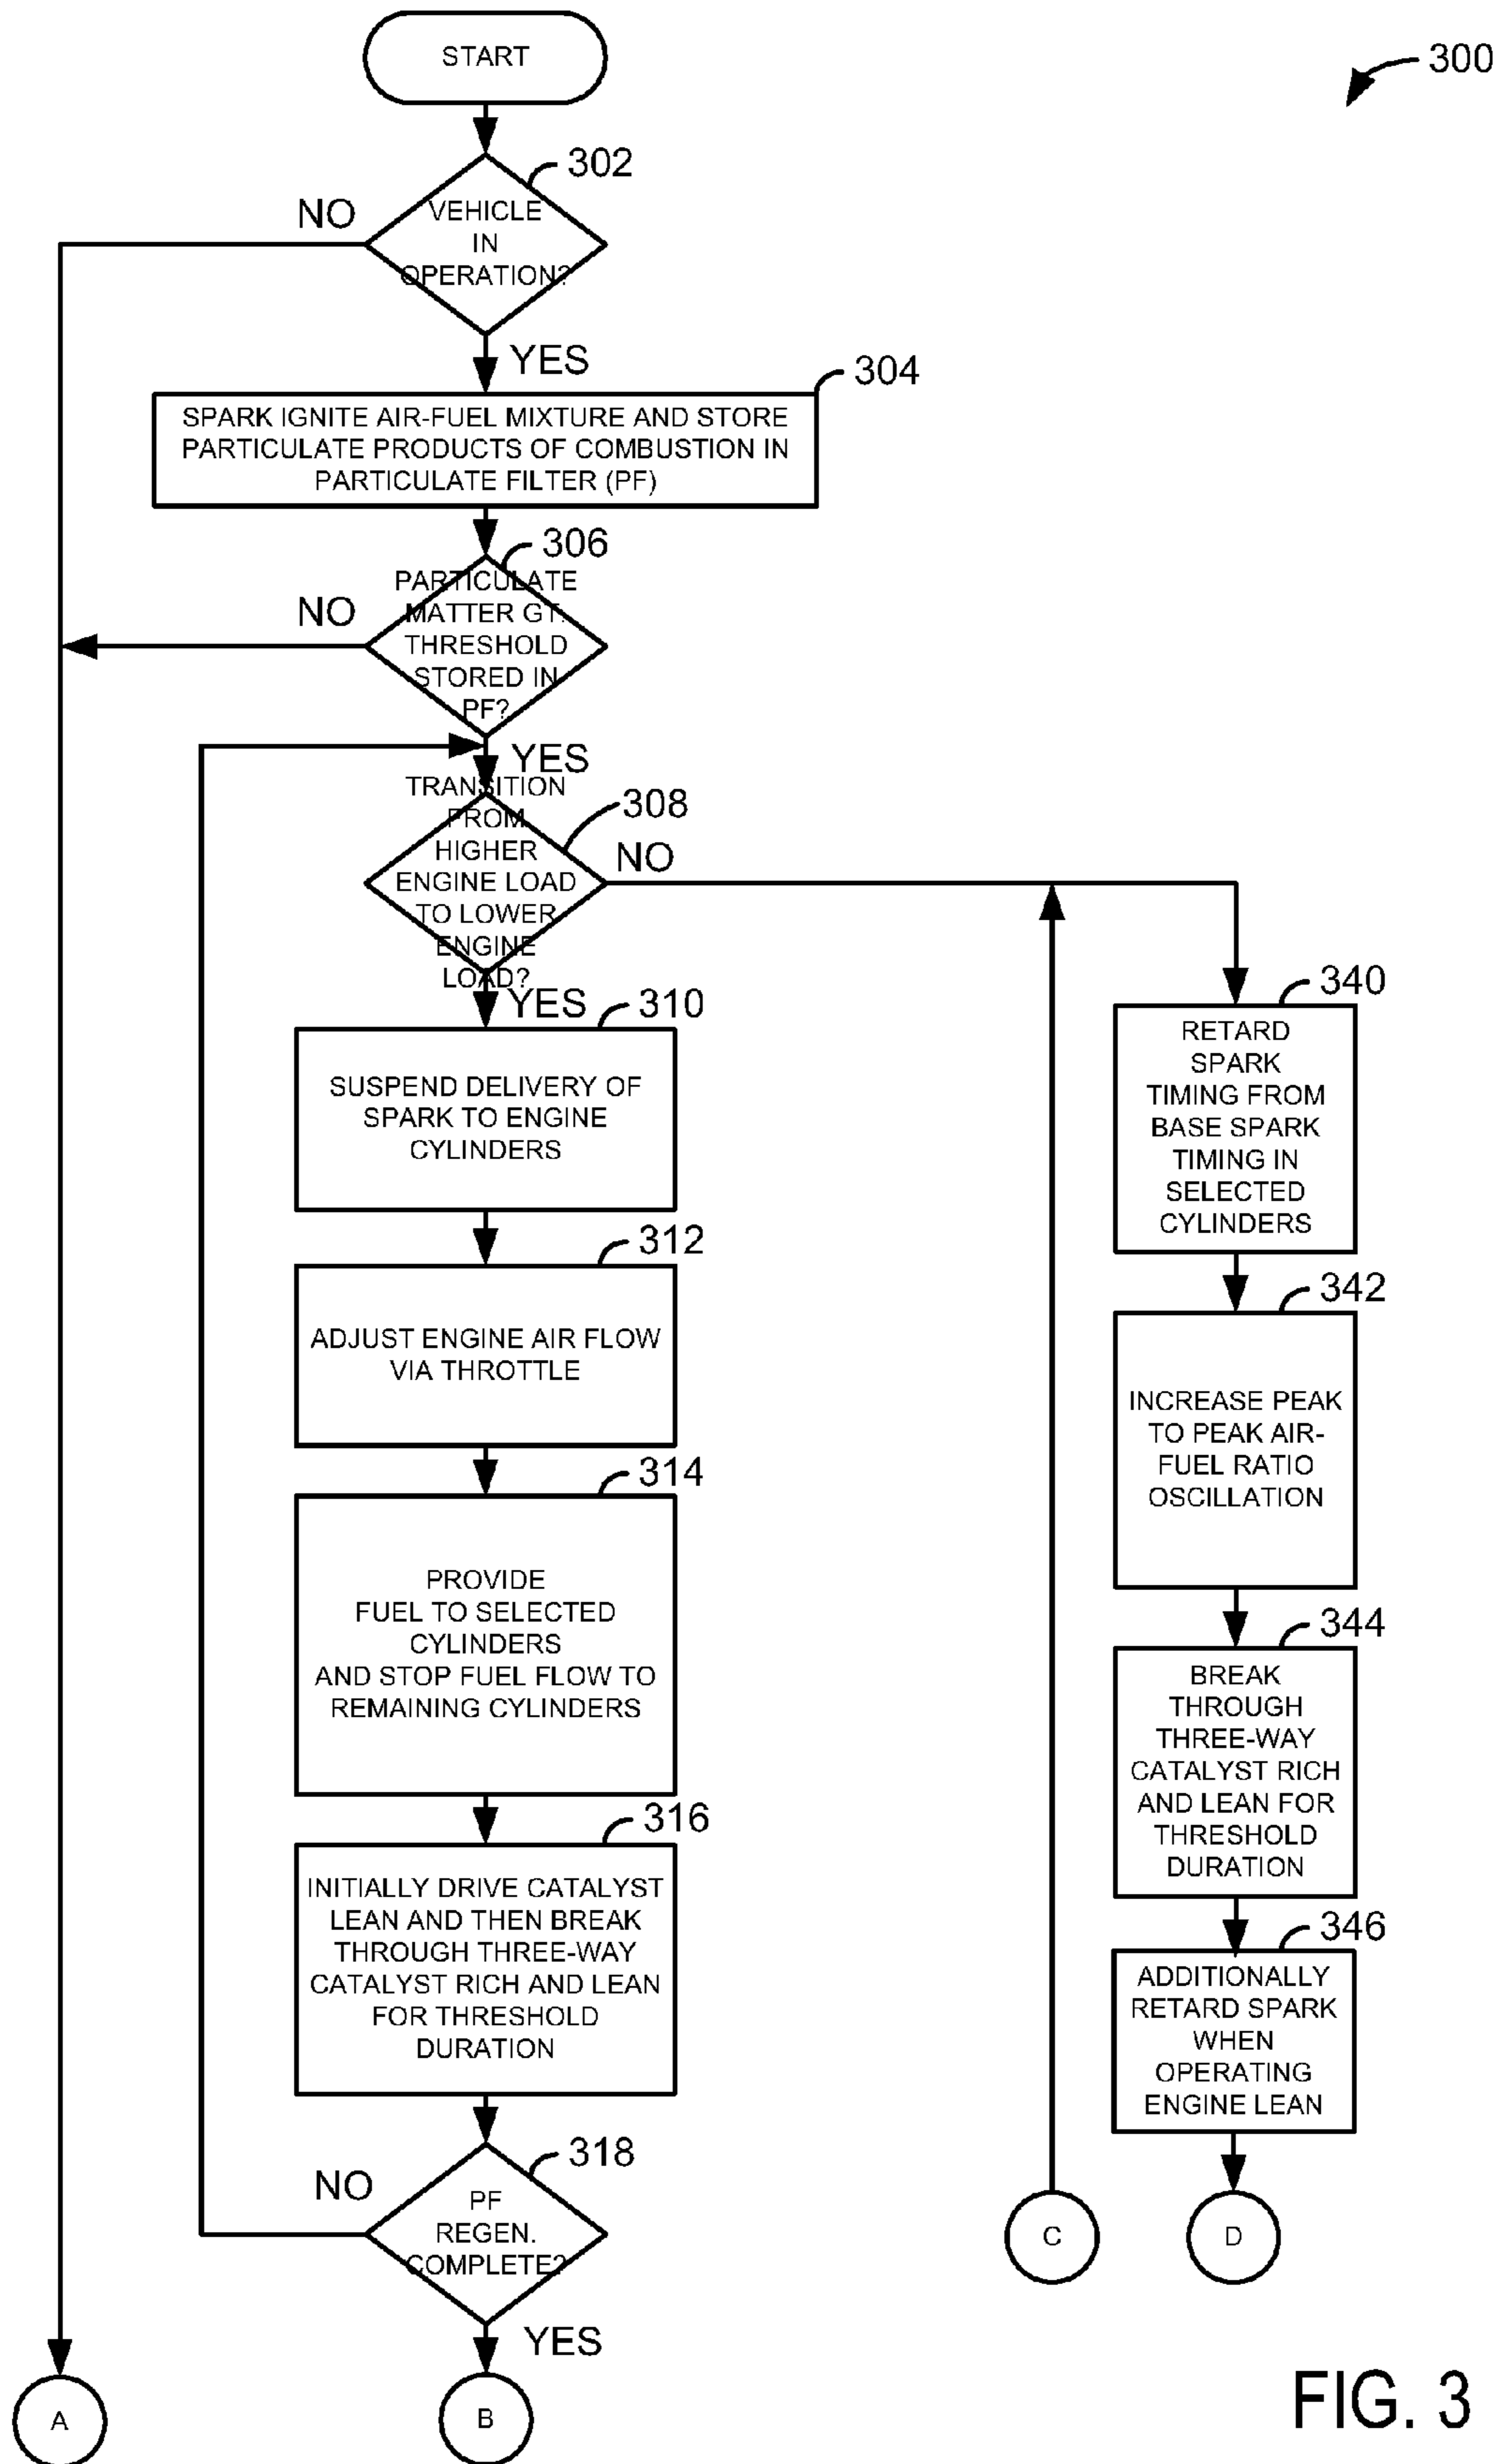 START
300
302
NO
VEHICLE
IN
OPERATION?
YES
304
SPARK IGNITE AIR-FUEL MIXTURE AND STORE
PARTICULATE PRODUCTS OF COMBUSTION IN
PARTICULATE FILTER (PF)
306
NO
PARTICULATE
MATTER GT.
THRESHOLD
STORED IN
PF?
YES
308
TRANSITION
FROM
HIGHER
ENGINE LOAD
TO LOWER
ENGINE
LOAD?
NO
YES
310
SUSPEND DELIVERY OF
SPARK TO ENGINE
CYLINDERS
312
ADJUST ENGINE AIR FLOW
VIA THROTTLE
314
PROVIDE
FUEL TO SELECTED
CYLINDERS
AND STOP FUEL FLOW TO
REMAINING CYLINDERS
316
INITIALLY DRIVE CATALYST
LEAN AND THEN BREAK
THROUGH THREE-WAY
CATALYST RICH AND LEAN
FOR THRESHOLD
DURATION
318
NO
PF
REGEN.
COMPLETE?
YES
A
B
340
RETARD
SPARK
TIMING FROM
BASE SPARK
TIMING IN
SELECTED
CYLINDERS
342
INCREASE PEAK
TO PEAK AIR-
FUEL RATIO
OSCILLATION
344
BREAK
THROUGH
THREE-WAY
CATALYST RICH
AND LEAN FOR
THRESHOLD
DURATION
346
ADDITIONALLY
RETARD SPARK
WHEN
OPERATING
ENGINE LEAN
C
D
FIG. 3